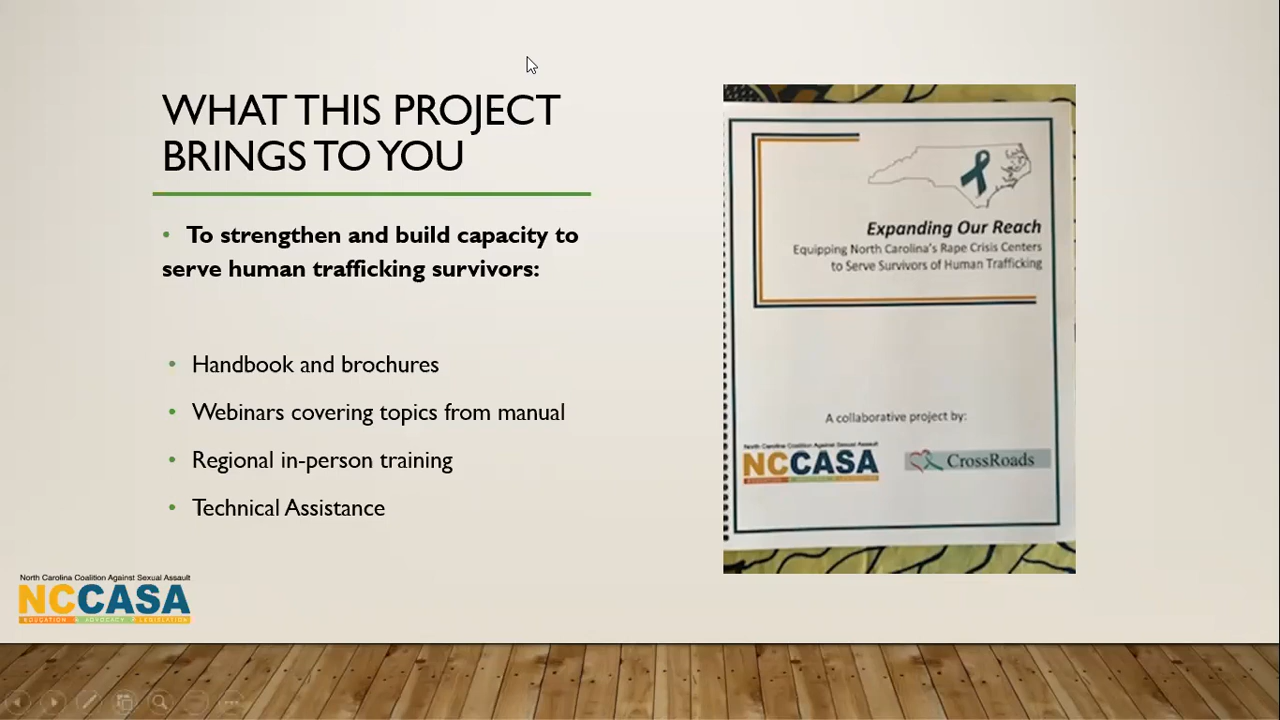 WHAT THIS PROJECT
BRINGS TO YOU
• To strengthen and build capacity to
serve human trafficking survivors:
• Handbook and brochures
• Webinars covering topics from manual
• Regional in-person training
• Technical Assistance
North Carolina Coalition Against Sexual Assault
NCCASA
EDUCATION ADVOCACY LEGISLATION
Expanding Our Reach
Equipping North Carolina's Rape Crisis Centers
to Serve Survivors of Human Trafficking
A collaborative project by:
North Carolina Coalition Against Sexual Assault
NCCASA
CrossRoads